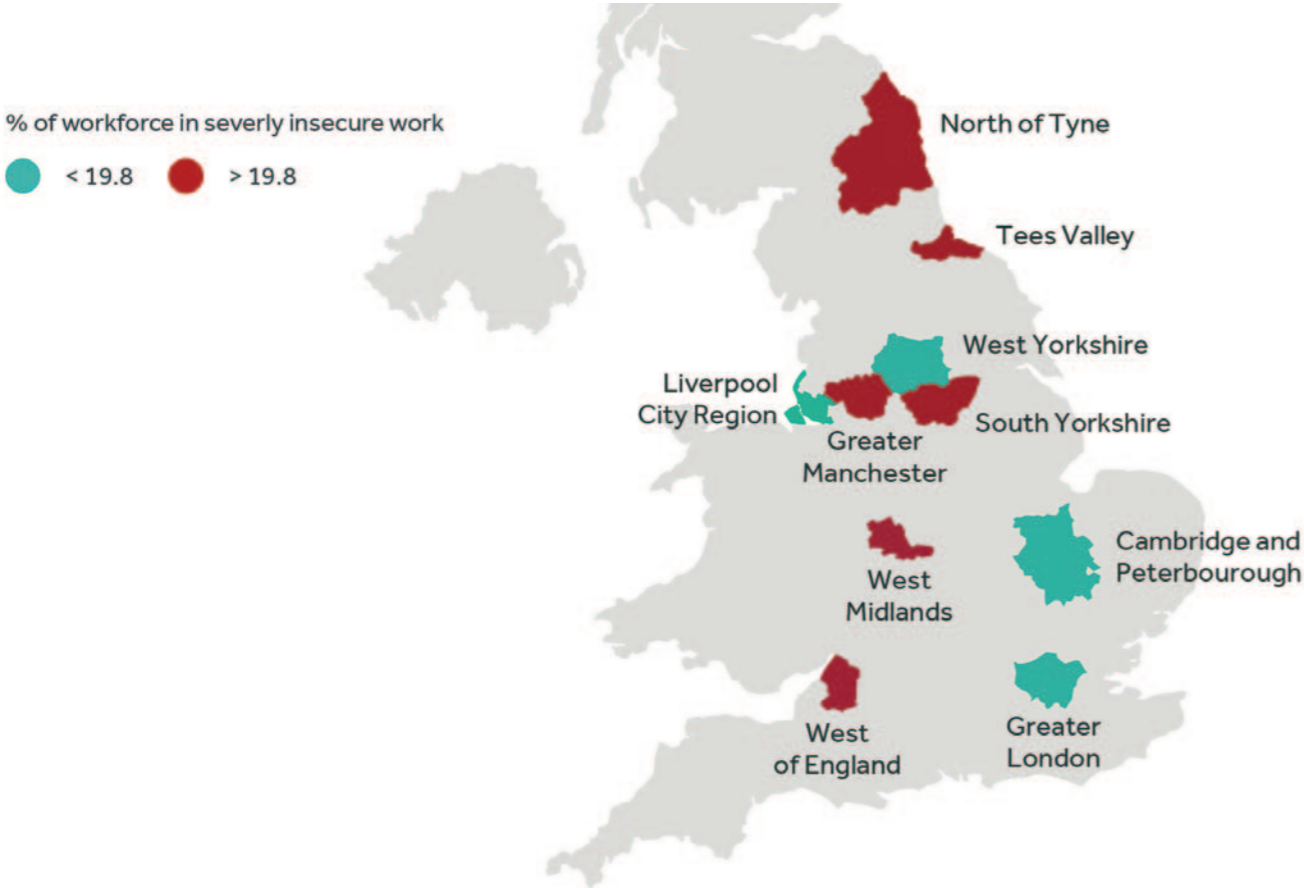 % of workforce in severly insecure work
< 19.8
> 19.8
North of Tyne
Tees Valley
West Yorkshire
Liverpool
City Region
South Yorkshire
Greater
Manchester
Cambridge and
Peterbourough
West
Midlands
West
of England
Greater
London